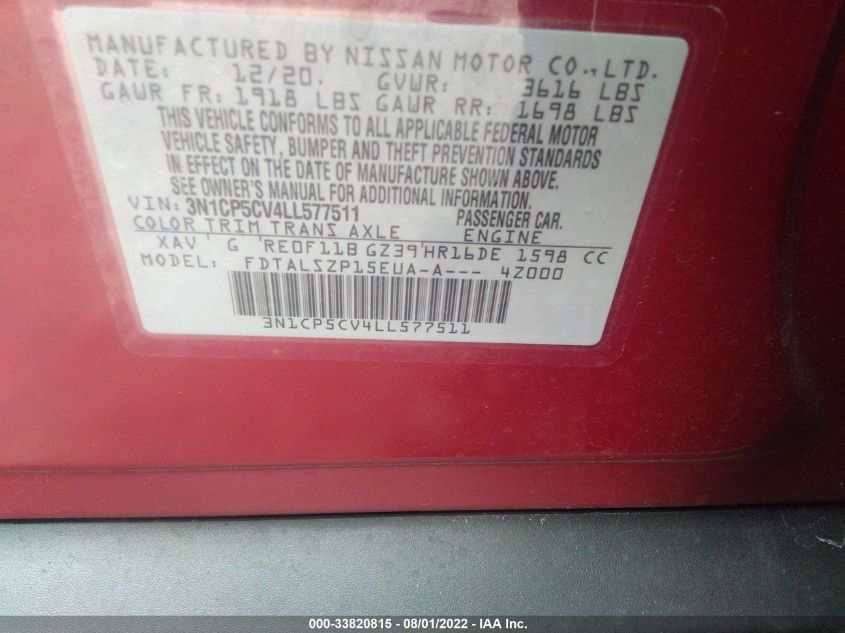 MANUFACTURED BY NISSAN MOTOR CO., LTD.
DATE: 12/20. GVWR: 3616 LBS
GAWR FR: 1918 LBS GAWR RR: 1698 LBS
THIS VEHICLE CONFORMS TO ALL APPLICABLE FEDERAL MOTOR
VEHICLE SAFETY, BUMPER AND THEFT PREVENTION STANDARDS
IN EFFECT ON THE DATE OF MANUFACTURE SHOWN ABOVE.
SEE OWNER'S MANUAL FOR ADDITIONAL INFORMATION.
VIN: 3N1CP5CV4LL577511 PASSENGER CAR.
COLOR TRIM TRANS AXLE ENGINE
XAV G RE0F11B GZ39 HR16DE 1598 CC
MODEL: FDTALSZP15EUA-A--- 4Z000
3N1CP5CV4LL577511
000-33820815 - 08/01/2022 - IAA Inc.